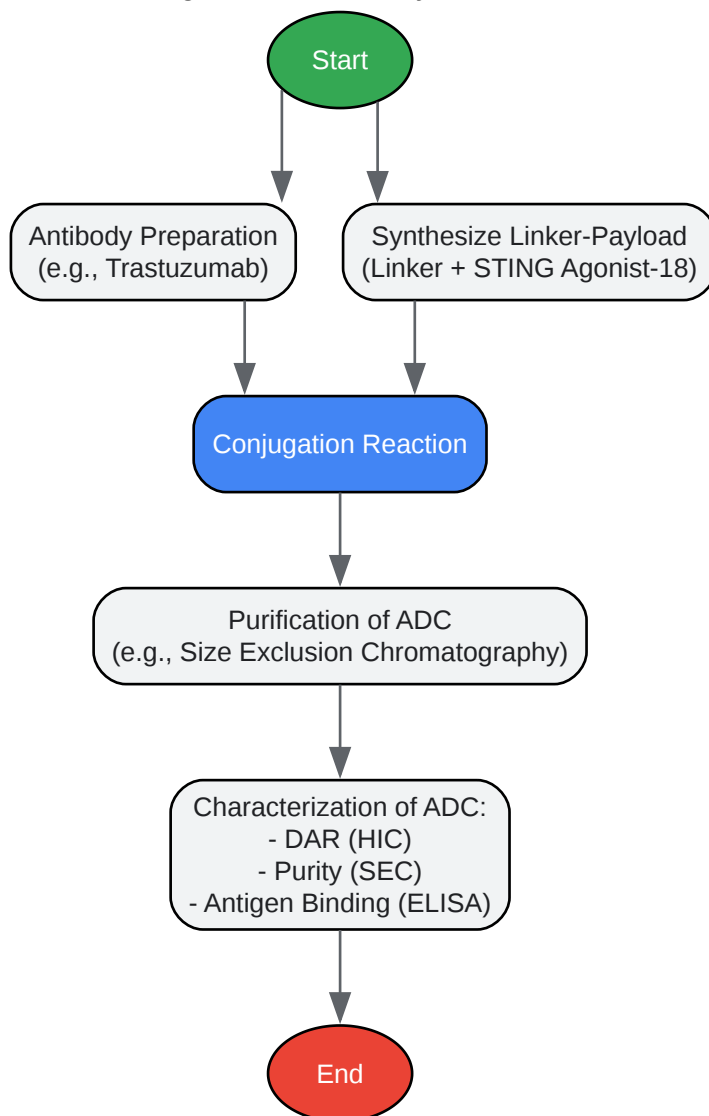 Start
Antibody Preparation
(e.g., Trastuzumab)
Synthesize Linker-Payload
(Linker + STING Agonist-18)
Conjugation Reaction
Purification of ADC
(e.g., Size Exclusion Chromatography)
Characterization of ADC:
- DAR (HIC)
- Purity (SEC)
- Antigen Binding (ELISA)
End